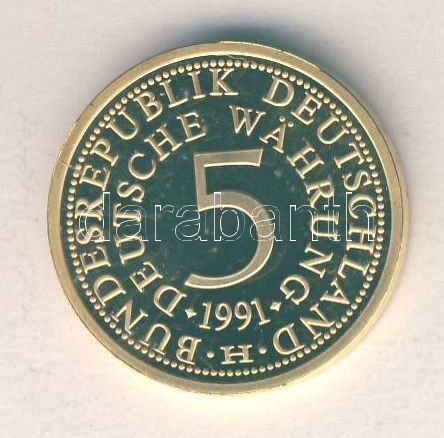 BUNDESREPUBLIK DEUTSCHLAND
DEUTSCHE WÄHRUNG
5
·1991·
·H·
darabanth